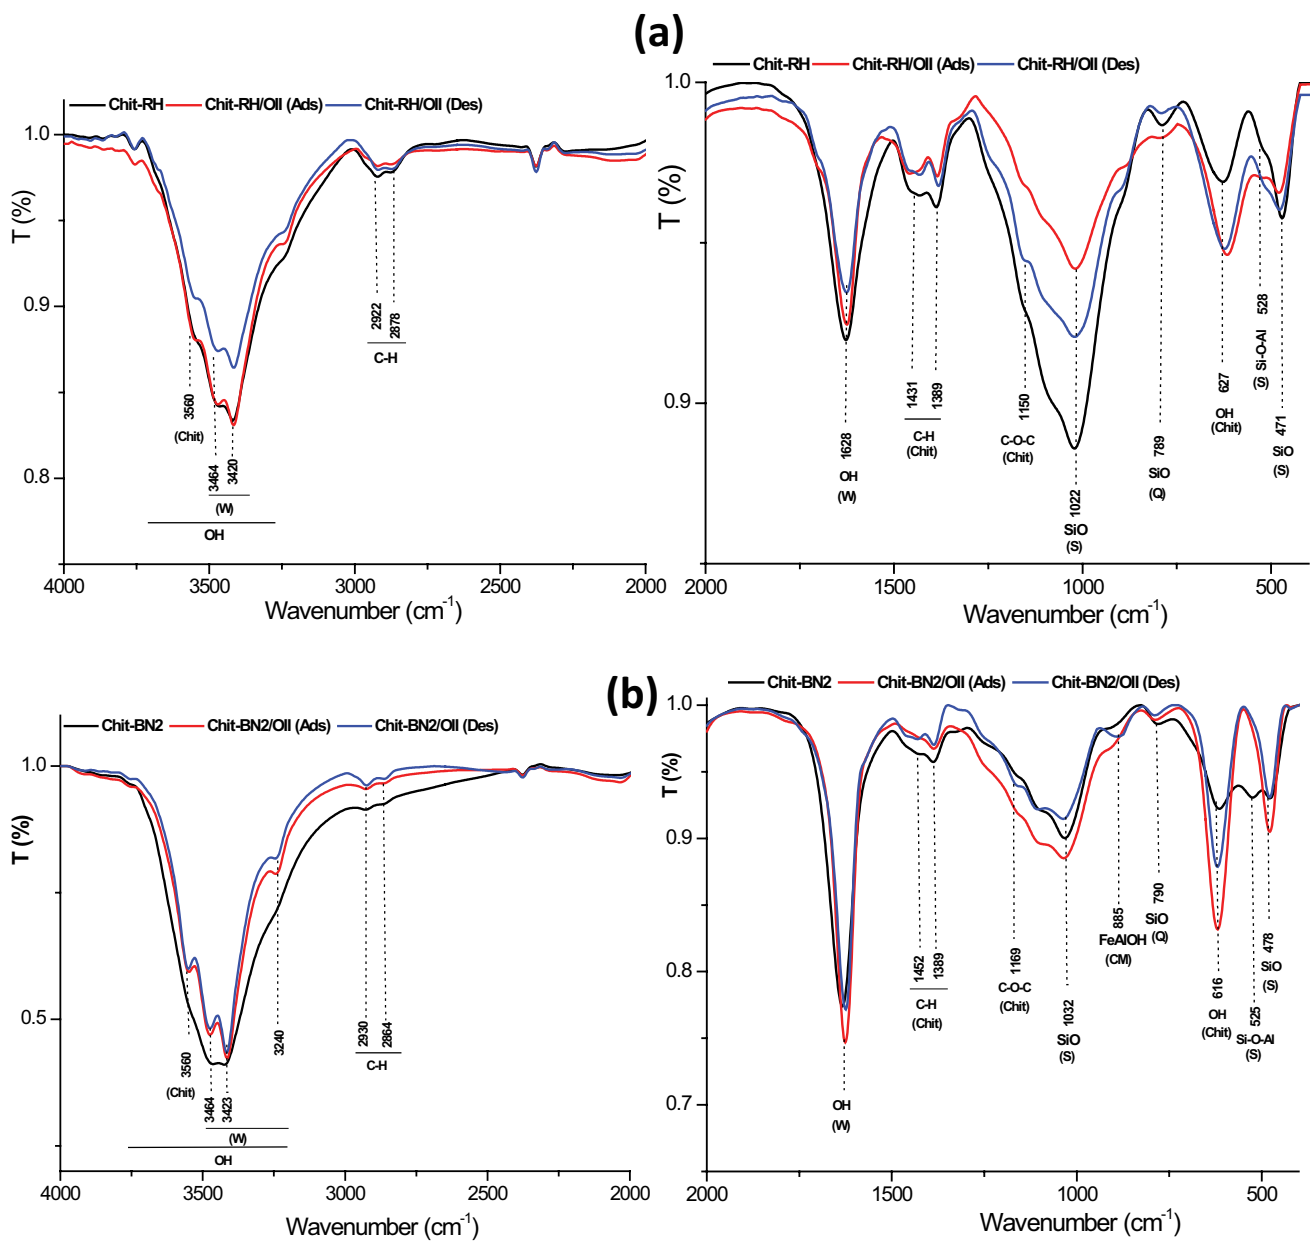 (a)
Chit-RH Chit-RH/OII (Ads) Chit-RH/OII (Des)
1.0
0.9
0.8
T (%)
3560
(Chit)
3464
3420
(W)
OH
2922
2878
C-H
4000 3500 3000 2500 2000
Wavenumber (cm⁻¹)
Chit-RH Chit-RH/OII (Ads) Chit-RH/OII (Des)
1.0
0.9
T (%)
1628
OH
(W)
1431
1389
C-H
(Chit)
1150
C-O-C
(Chit)
1022
SiO
(S)
789
SiO
(Q)
627
OH
(Chit)
528
Si-O-Al
(S)
471
SiO
(S)
2000 1500 1000 500
Wavenumber (cm⁻¹)
(b)
Chit-BN2 Chit-BN2/OII (Ads) Chit-BN2/OII (Des)
1.0
0.5
T (%)
3560
(Chit)
3464
3423
(W)
OH
3240
2930
2864
C-H
4000 3500 3000 2500 2000
Wavenumber (cm⁻¹)
Chit-BN2 Chit-BN2/OII (Ads) Chit-BN2/OII (Des)
1.0
0.9
0.8
0.7
T (%)
OH
(W)
1452
1389
C-H
(Chit)
1169
C-O-C
(Chit)
1032
SiO
(S)
885
FeAlOH
(CM)
790
SiO
(Q)
616
OH
(Chit)
525
Si-O-Al
(S)
478
SiO
(S)
2000 1500 1000 500
Wavenumber (cm⁻¹)